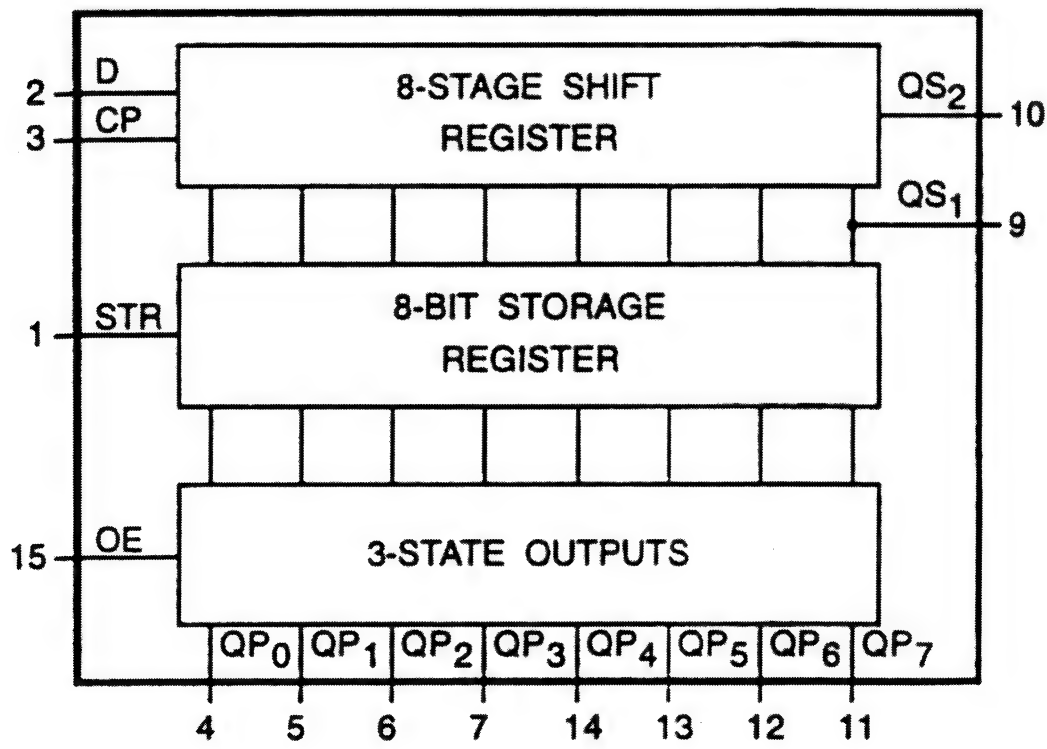 D
2
CP
3
8-STAGE SHIFT
REGISTER
QS2
10
QS1
9
STR
1
8-BIT STORAGE
REGISTER
OE
15
3-STATE OUTPUTS
QP0 QP1 QP2 QP3 QP4 QP5 QP6 QP7
4 5 6 7 14 13 12 11